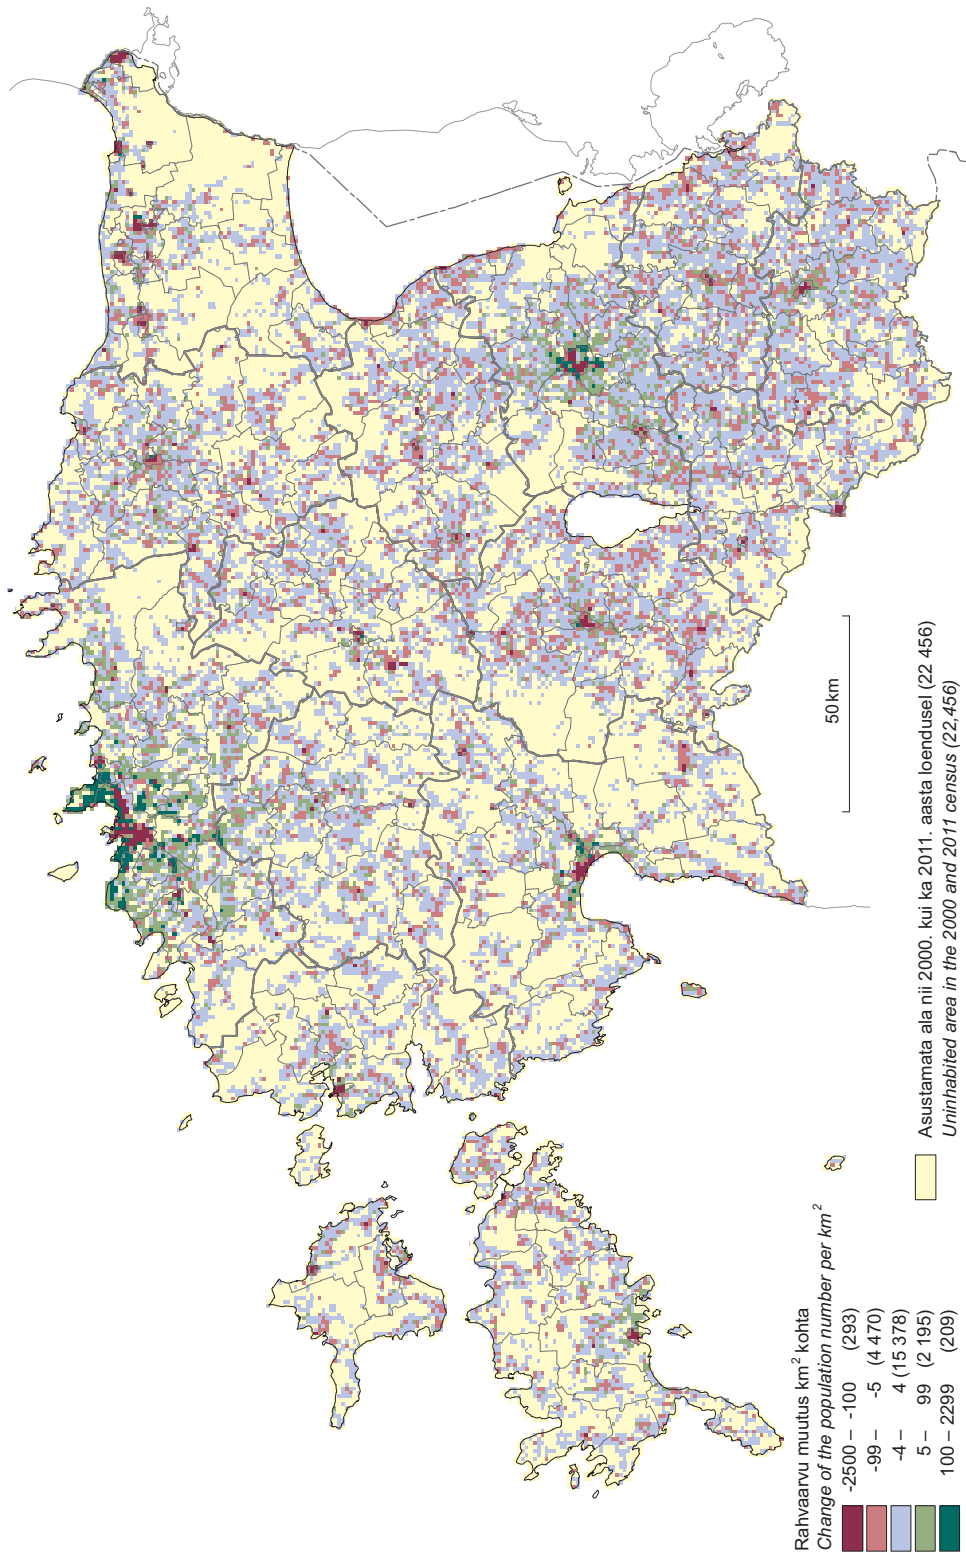 Rahvaarvu muutus km² kohta
Change of the population number per km²
-2500 – -100 (293)
-99 – -5 (4 470)
-4 – 4 (15 378)
5 – 99 (2 195)
100 – 2299 (209)
Asustamata ala nii 2000. kui ka 2011. aasta loendusel (22 456)
Uninhabited area in the 2000 and 2011 census (22,456)
50km